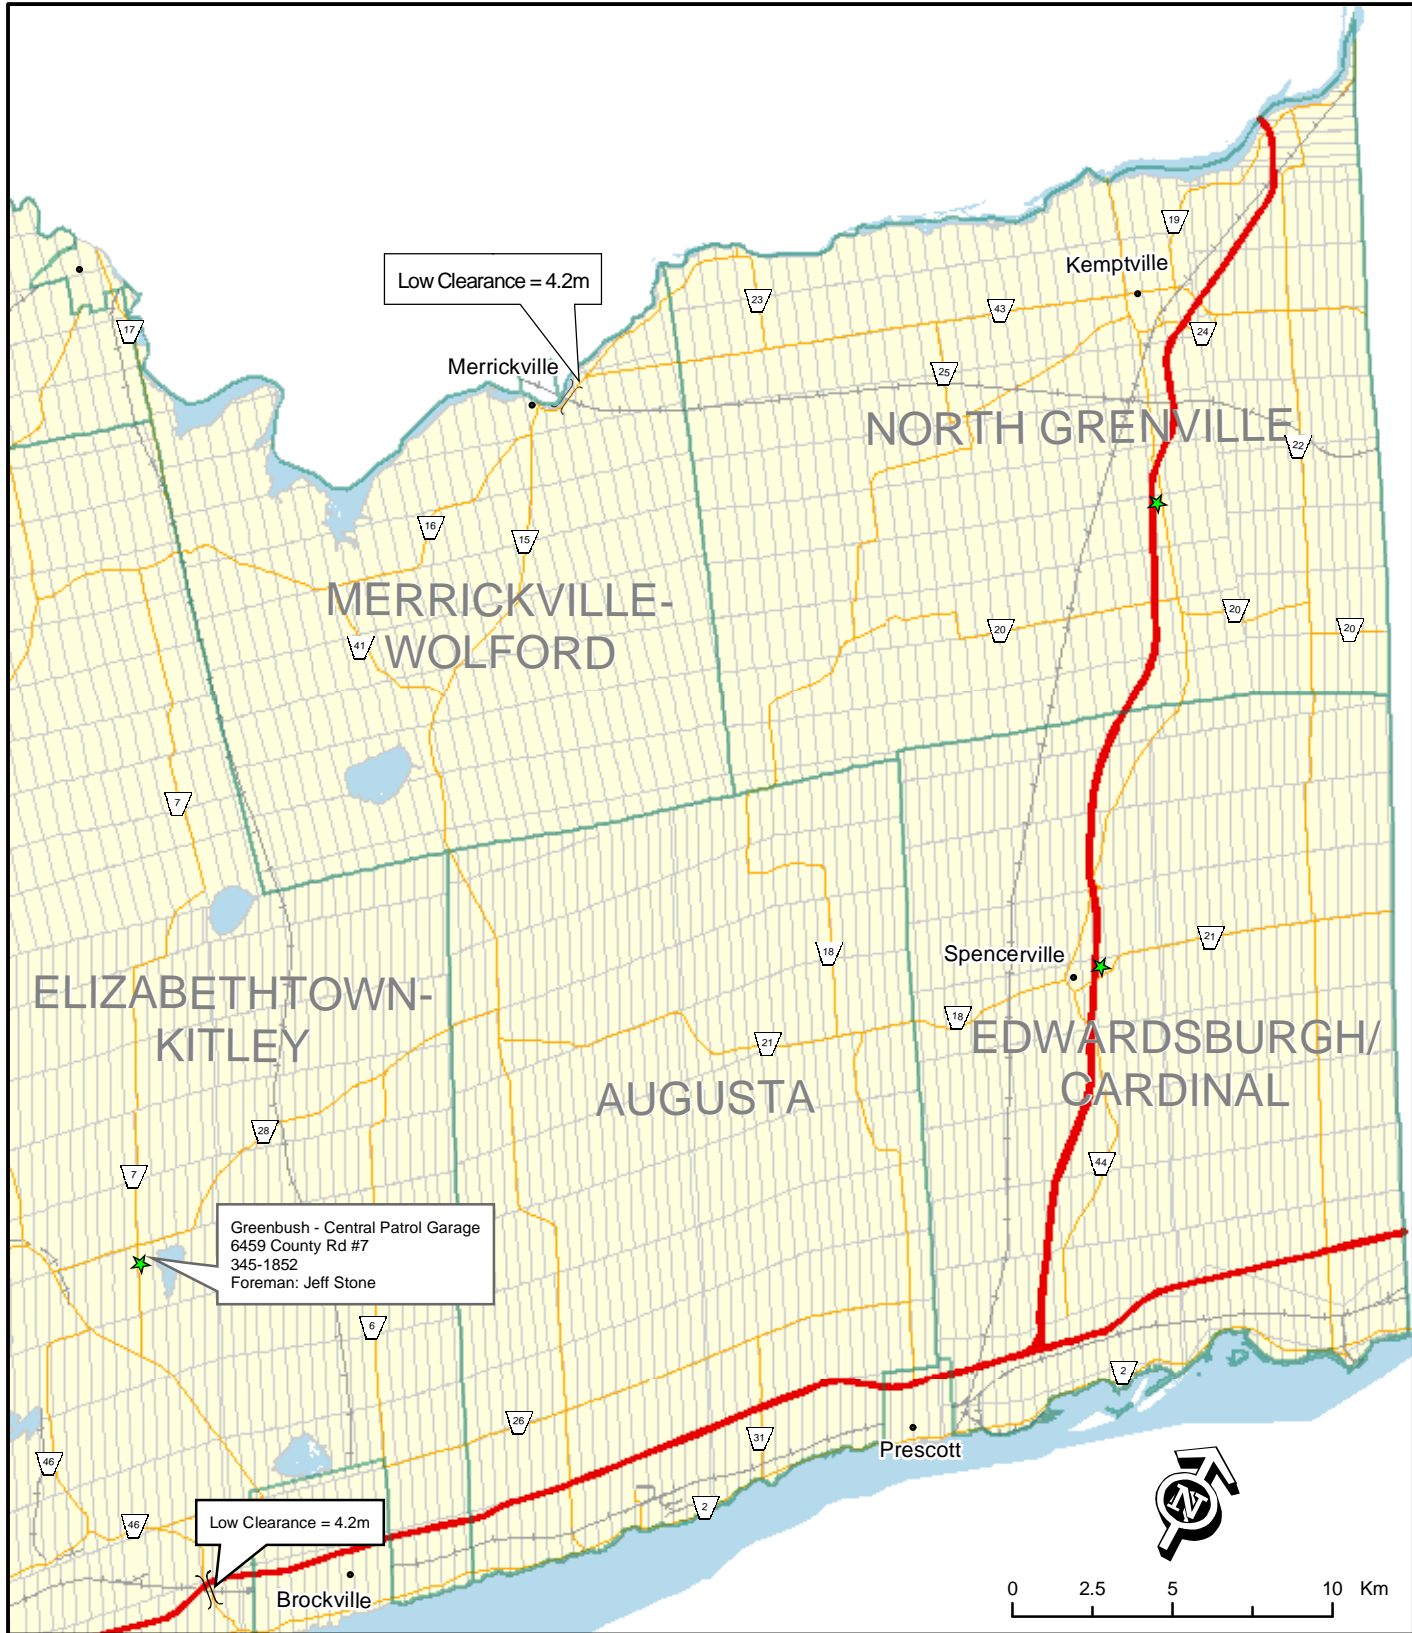 19
Kemptville
Low Clearance = 4.2m
23
43
17
24
Merrickville
25
NORTH GRENVILLE
22
16
15
MERRICKVILLE-
WOLFORD
41
20
20
20
7
18
Spencerville
21
ELIZABETHTOWN-
KITLEY
18
EDWARDSBURGH/
CARDINAL
21
AUGUSTA
28
44
7
Greenbush - Central Patrol Garage
6459 County Rd #7
345-1852
Foreman: Jeff Stone
6
2
26
31
Prescott
46
2
46
Low Clearance = 4.2m
Brockville
N
0 2.5 5 10 Km